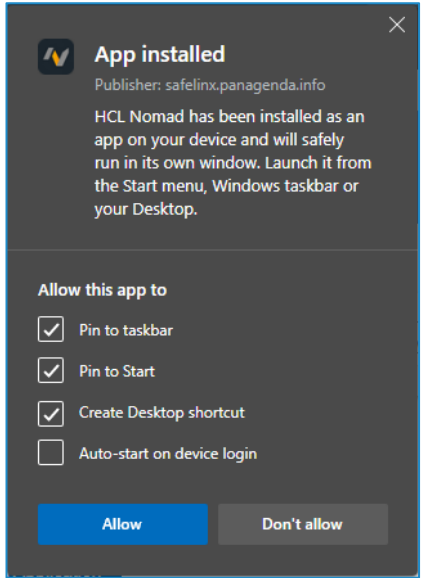 App installed
Publisher: safelinx.panagenda.info
HCL Nomad has been installed as an
app on your device and will safely
run in its own window. Launch it from
the Start menu, Windows taskbar or
your Desktop.
Allow this app to
Pin to taskbar
Pin to Start
Create Desktop shortcut
Auto-start on device login
Allow
Don't allow